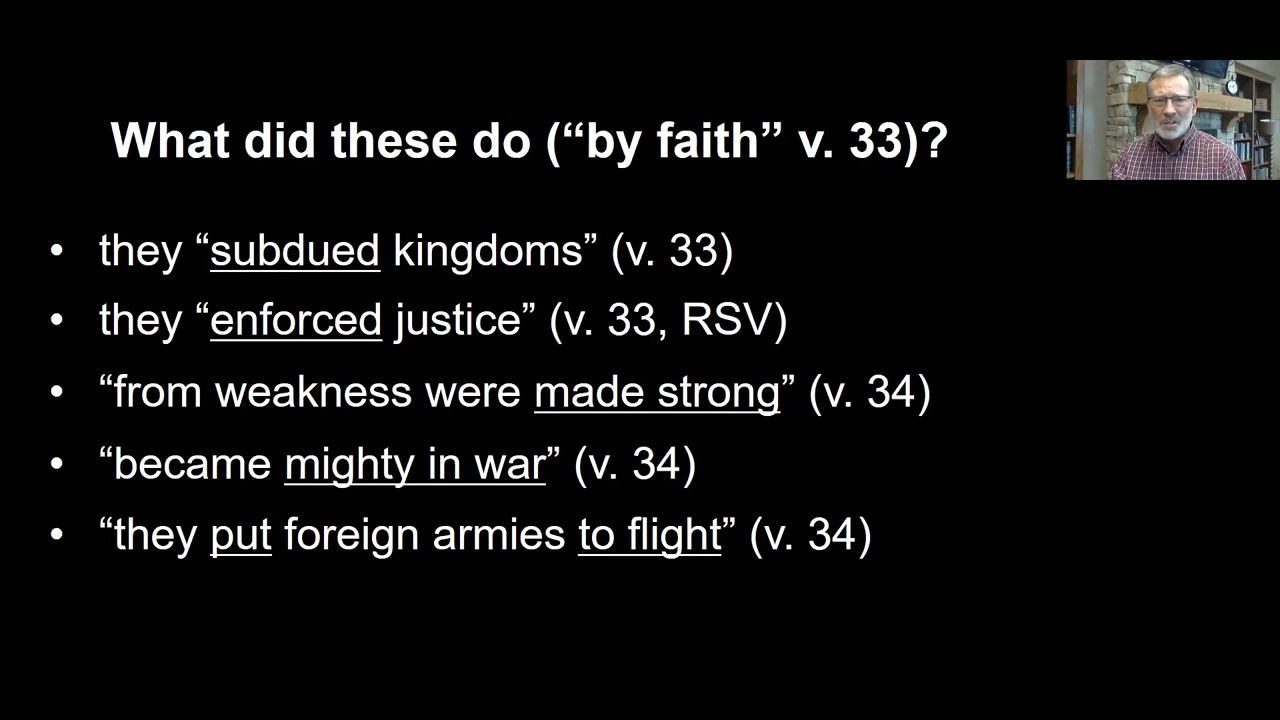 What did these do (“by faith” v. 33)?
• they “subdued kingdoms” (v. 33)
• they “enforced justice” (v. 33, RSV)
• “from weakness were made strong” (v. 34)
• “became mighty in war” (v. 34)
• “they put foreign armies to flight” (v. 34)